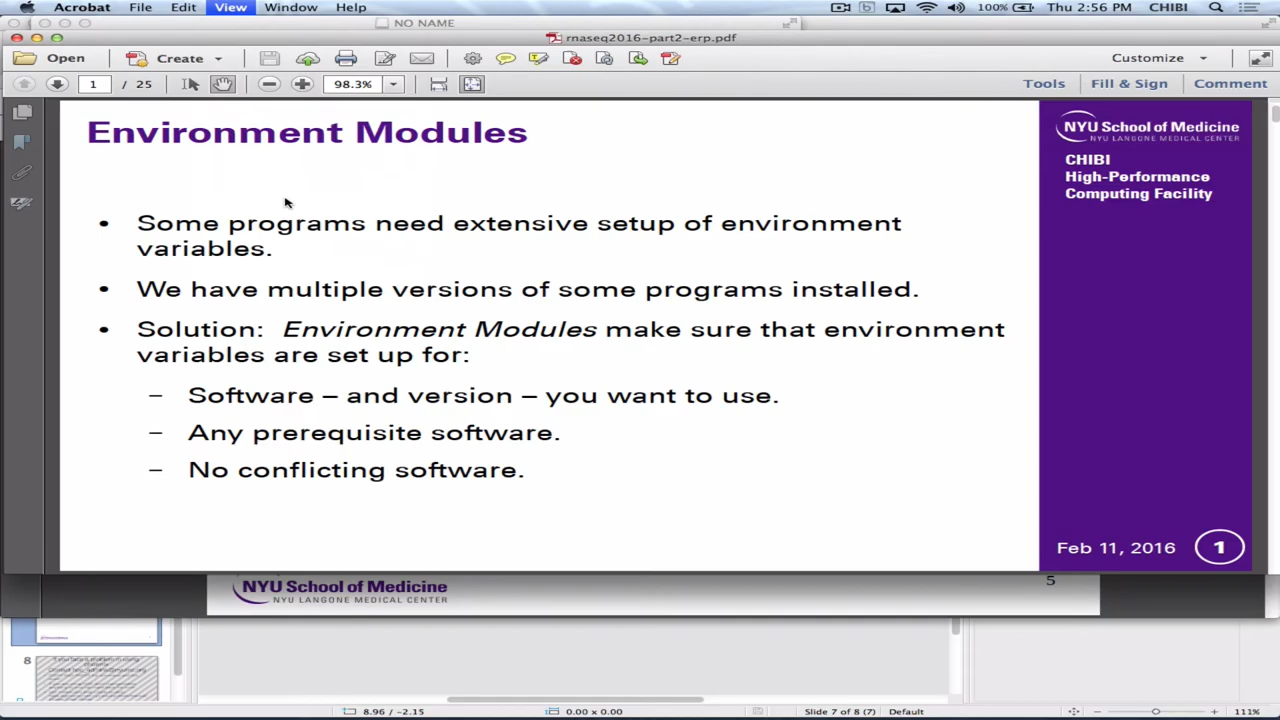 Acrobat File Edit View Window Help 100% Thu 2:56 PM CHIBI
NO NAME
rnaseq2016-part2-erp.pdf
Open Create Customize
1 / 25 98.3% Tools Fill & Sign Comment
Environment Modules
• Some programs need extensive setup of environment
variables.
• We have multiple versions of some programs installed.
• Solution: Environment Modules make sure that environment
variables are set up for:
– Software – and version – you want to use.
– Any prerequisite software.
– No conflicting software.
NYU School of Medicine
NYU LANGONE MEDICAL CENTER
CHIBI
High-Performance
Computing Facility
Feb 11, 2016 1
NYU School of Medicine
NYU LANGONE MEDICAL CENTER
5
8
8.96 / -2.15 0.00 x 0.00 Slide 7 of 8 (7) Default 111%